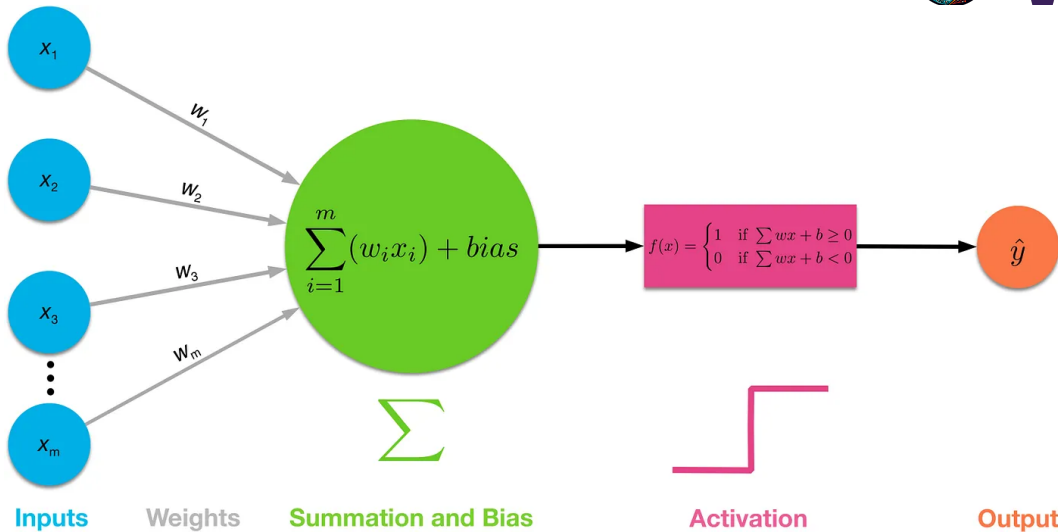 x₁
w₁
x₂
w₂
x₃
w₃
wₘ
xₘ
∑ᵢ₌₁ᵐ (wᵢxᵢ) + bias
f(x) = { 1 if ∑ wx + b ≥ 0
0 if ∑ wx + b < 0
ŷ
∑
Inputs Weights Summation and Bias Activation Output